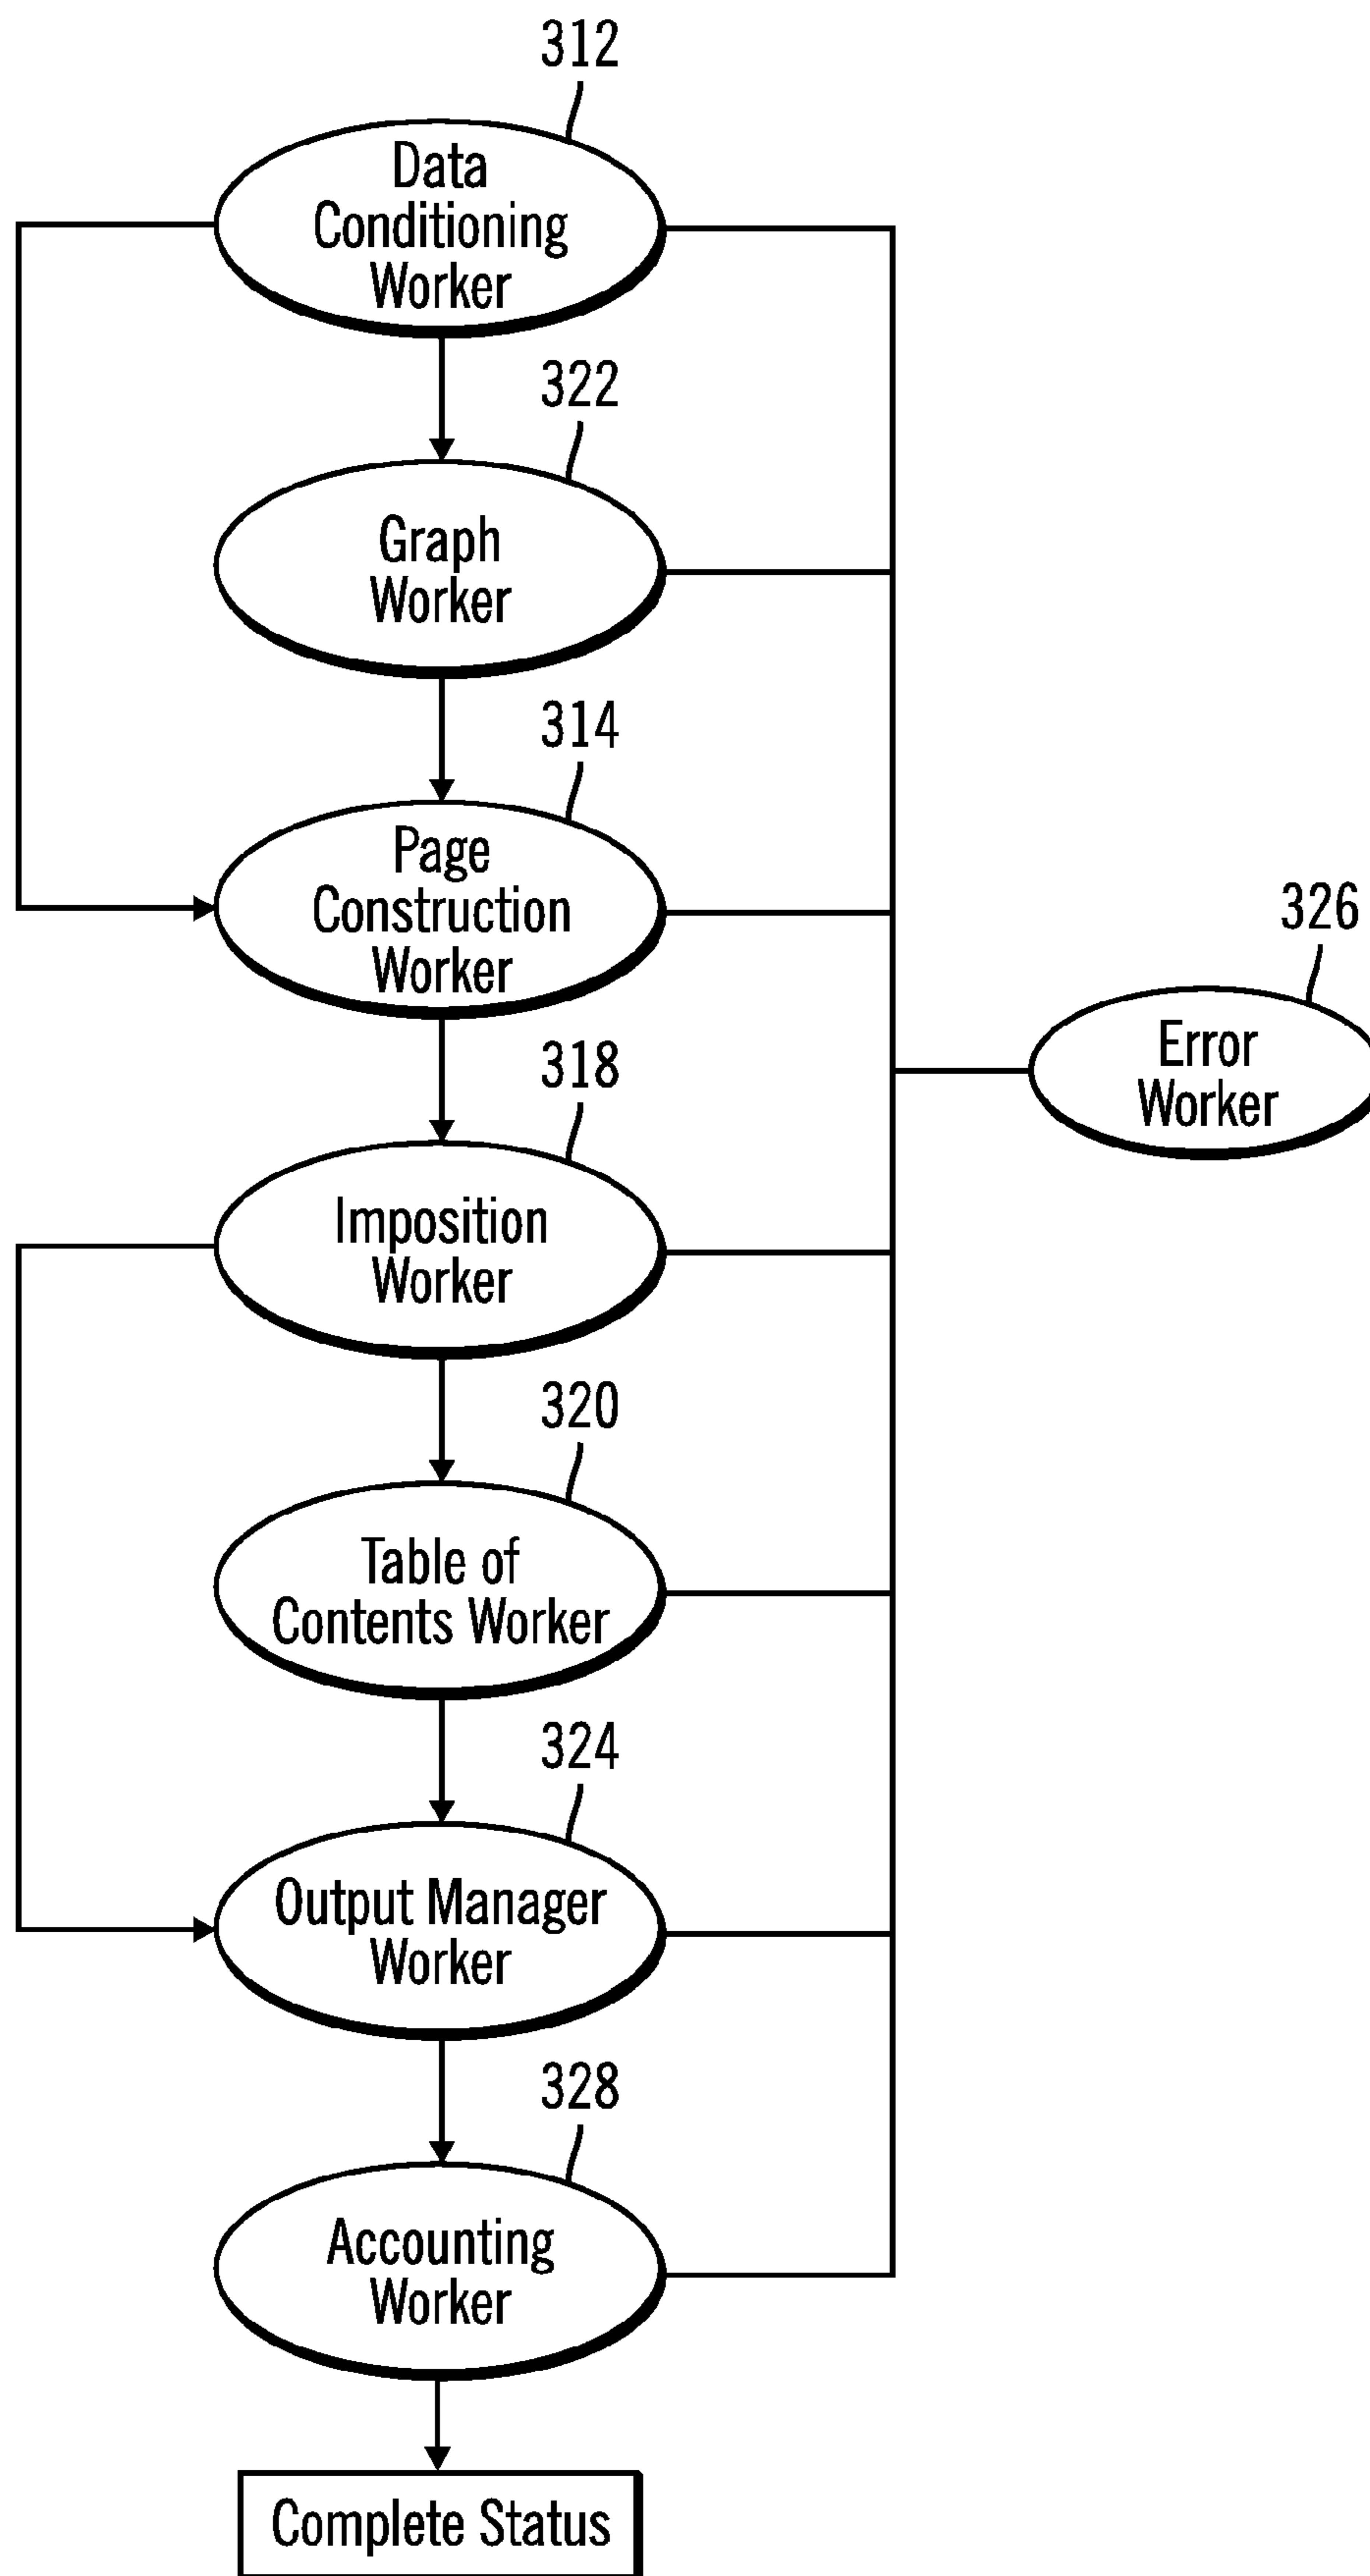 312
Data
Conditioning
Worker
322
Graph
Worker
314
Page
Construction
Worker
326
Error
Worker
318
Imposition
Worker
320
Table of
Contents Worker
324
Output Manager
Worker
328
Accounting
Worker
Complete Status